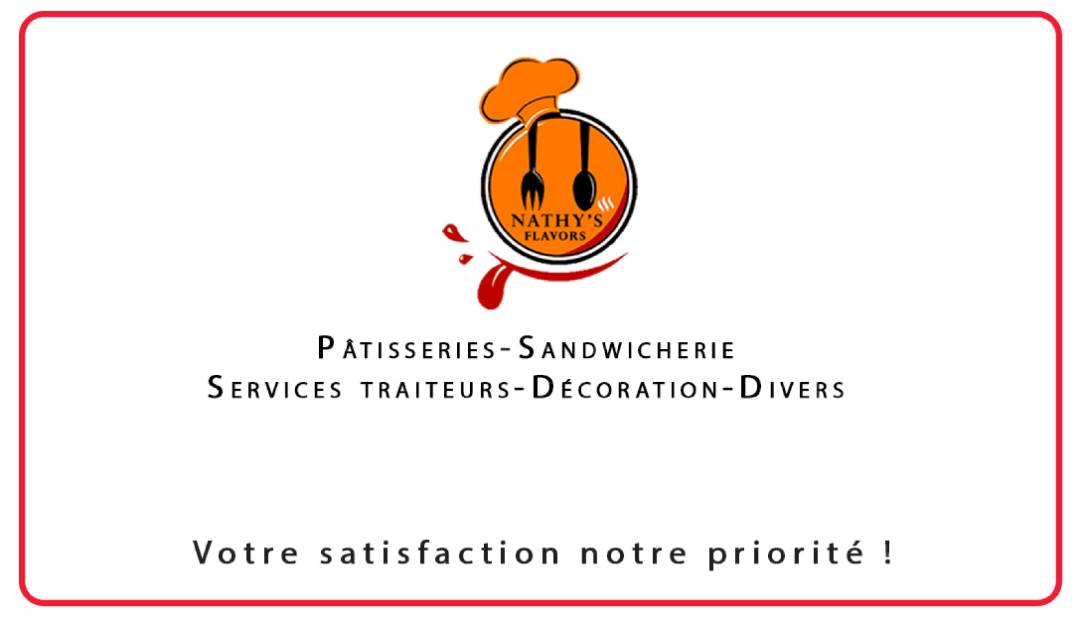 NATHY'S
FLAVORS
PÂTISSERIES-SANDWICHERIE
SERVICES TRAITEURS-DÉCORATION-DIVERS
Votre satisfaction notre priorité !